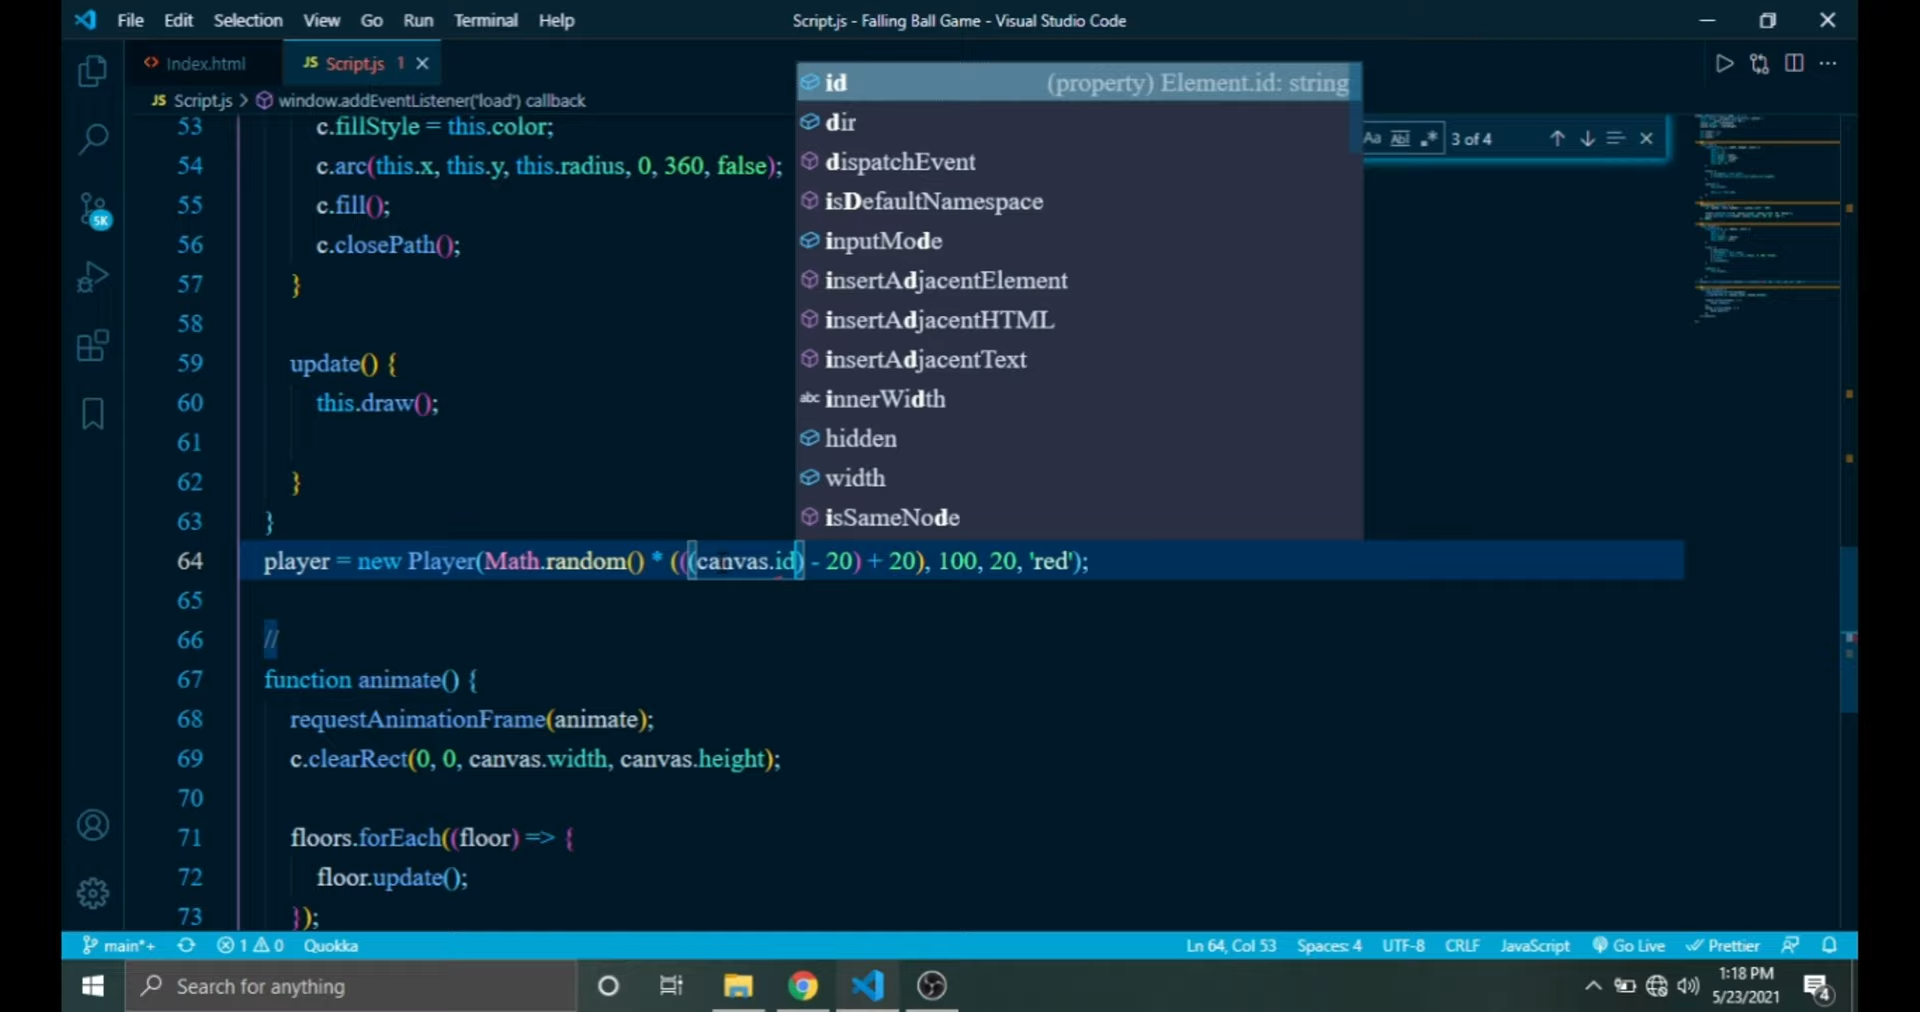 File Edit Selection View Go Run Terminal Help Script.js - Falling Ball Game - Visual Studio Code
<> Index.html JS Script.js 1
JS Script.js > window.addEventListener('load') callback
id (property) Element.id: string
dir
dispatchEvent
isDefaultNamespace
inputMode
insertAdjacentElement
insertAdjacentHTML
insertAdjacentText
abc innerWidth
hidden
width
isSameNode
Aa Abl .* 3 of 4
53 c.fillStyle = this.color;
54 c.arc(this.x, this.y, this.radius, 0, 360, false);
55 c.fill();
56 c.closePath();
57 }
58
59 update() {
60 this.draw();
61
62 }
63 }
64 player = new Player(Math.random() * (((canvas.id) - 20) + 20), 100, 20, 'red');
65
66 //
67 function animate() {
68 requestAnimationFrame(animate);
69 c.clearRect(0, 0, canvas.width, canvas.height);
70
71 floors.forEach((floor) => {
72 floor.update();
73 });
5K
main*+ 1 0 Quokka Ln 64, Col 53 Spaces: 4 UTF-8 CRLF JavaScript Go Live Prettier
Search for anything
1:18 PM
5/23/2021
4